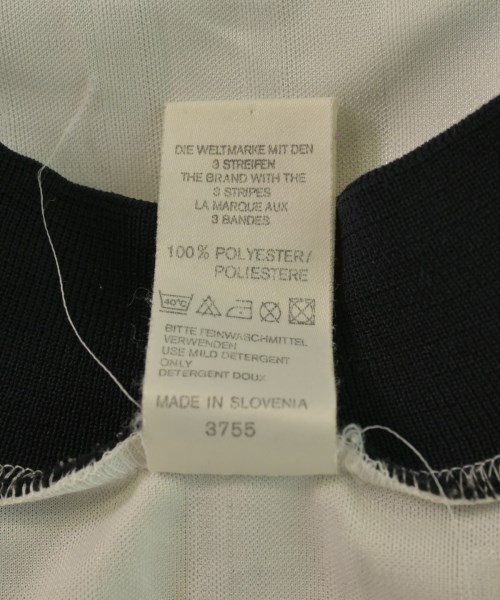 DIE WELTMARKE MIT DEN
3 STREIFEN
THE BRAND WITH THE
3 STRIPES
LA MARQUE AUX
3 BANDES
100% POLYESTER/
POLIESTERE
40°C
BITTE FEINWASCHMITTEL
VERWENDEN
USE MILD DETERGENT
ONLY
DETERGENT DOUX
MADE IN SLOVENIA
3755